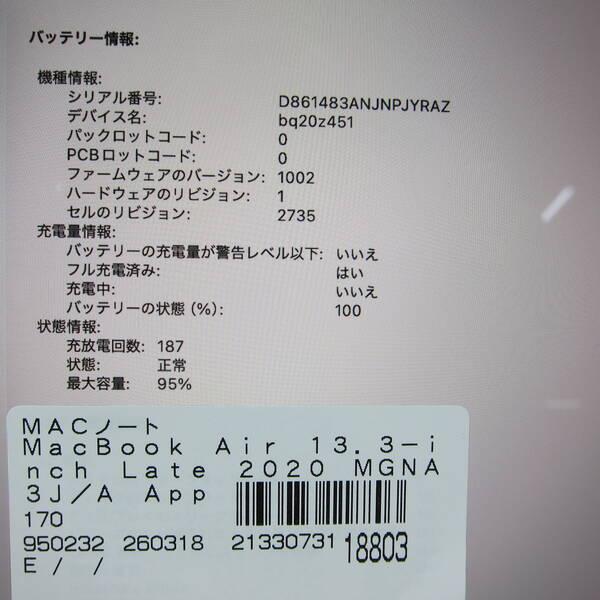 バッテリー情報:
機種情報:
シリアル番号: D861483ANJNPJYRAZ
デバイス名: bq20z451
パックロットコード: 0
PCBロットコード: 0
ファームウェアのバージョン: 1002
ハードウェアのリビジョン: 1
セルのリビジョン: 2735
充電量情報:
バッテリーの充電量が警告レベル以下: いいえ
フル充電済み: はい
充電中: いいえ
バッテリーの状態 (%): 100
状態情報:
充放電回数: 187
状態: 正常
最大容量: 95%
MACノート
MacBook Air 13.3-i
nch Late 2020 MGNA
3J/A App
170
950232 260318 21330731 18803
E / /